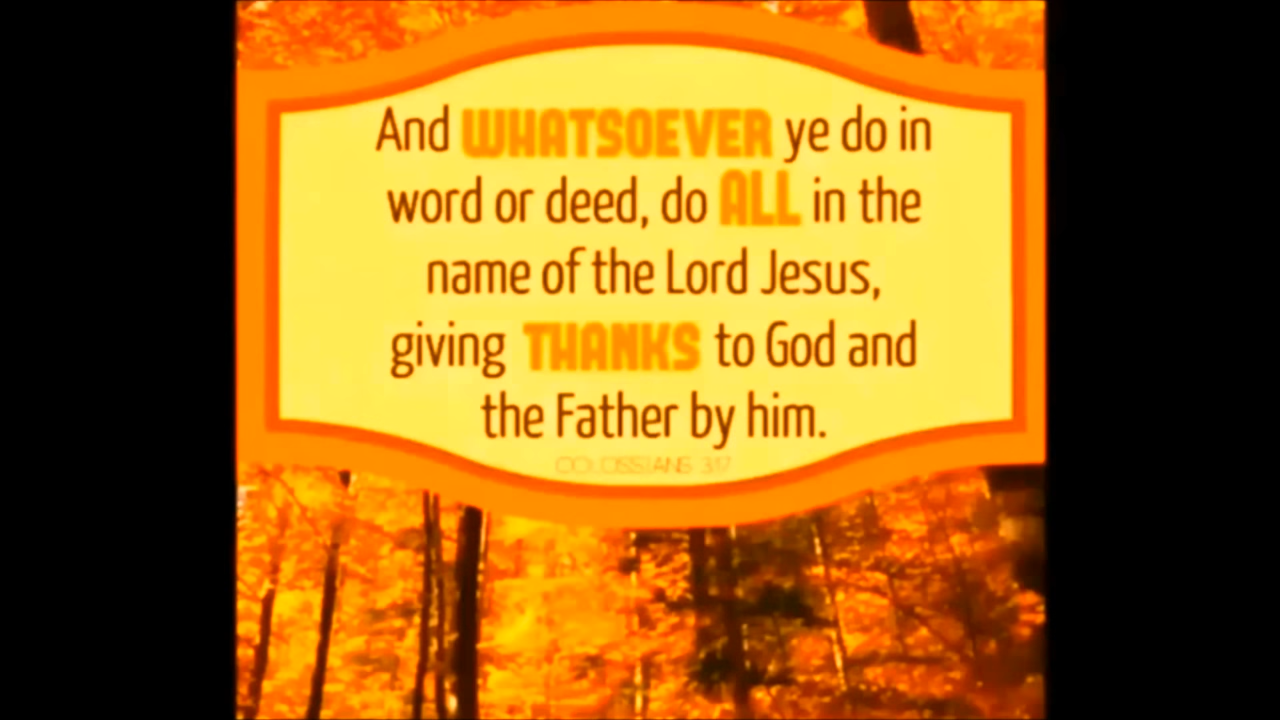 And WHATSOEVER ye do in
word or deed, do ALL in the
name of the Lord Jesus,
giving THANKS to God and
the Father by him.
COLOSSIANS 3:17